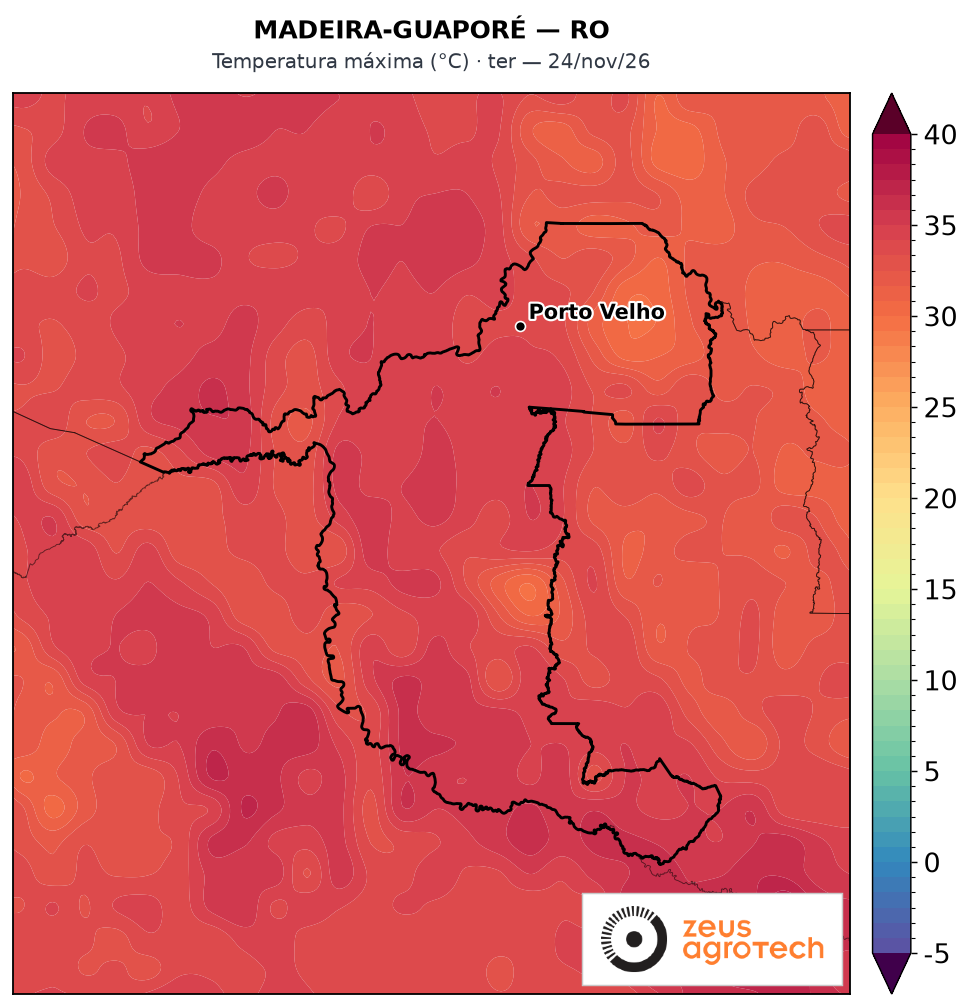 MADEIRA-GUAPORÉ — RO
Temperatura máxima (°C) · ter — 24/nov/26
40
35
Porto Velho
30
25
20
15
10
5
0
-5
zeus
agrotech